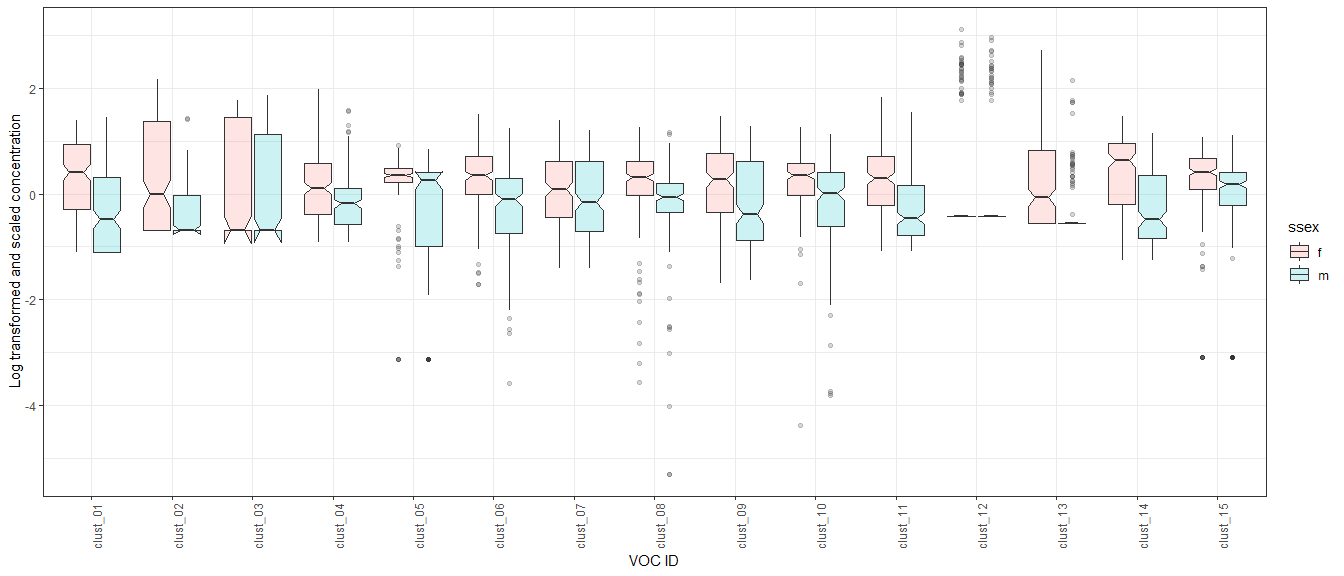 Log transformed and scaled concentration
2
0
-2
-4
clust_01
clust_02
clust_03
clust_04
clust_05
clust_06
clust_07
clust_08
clust_09
clust_10
clust_11
clust_12
clust_13
clust_14
clust_15
VOC ID
ssex
f
m